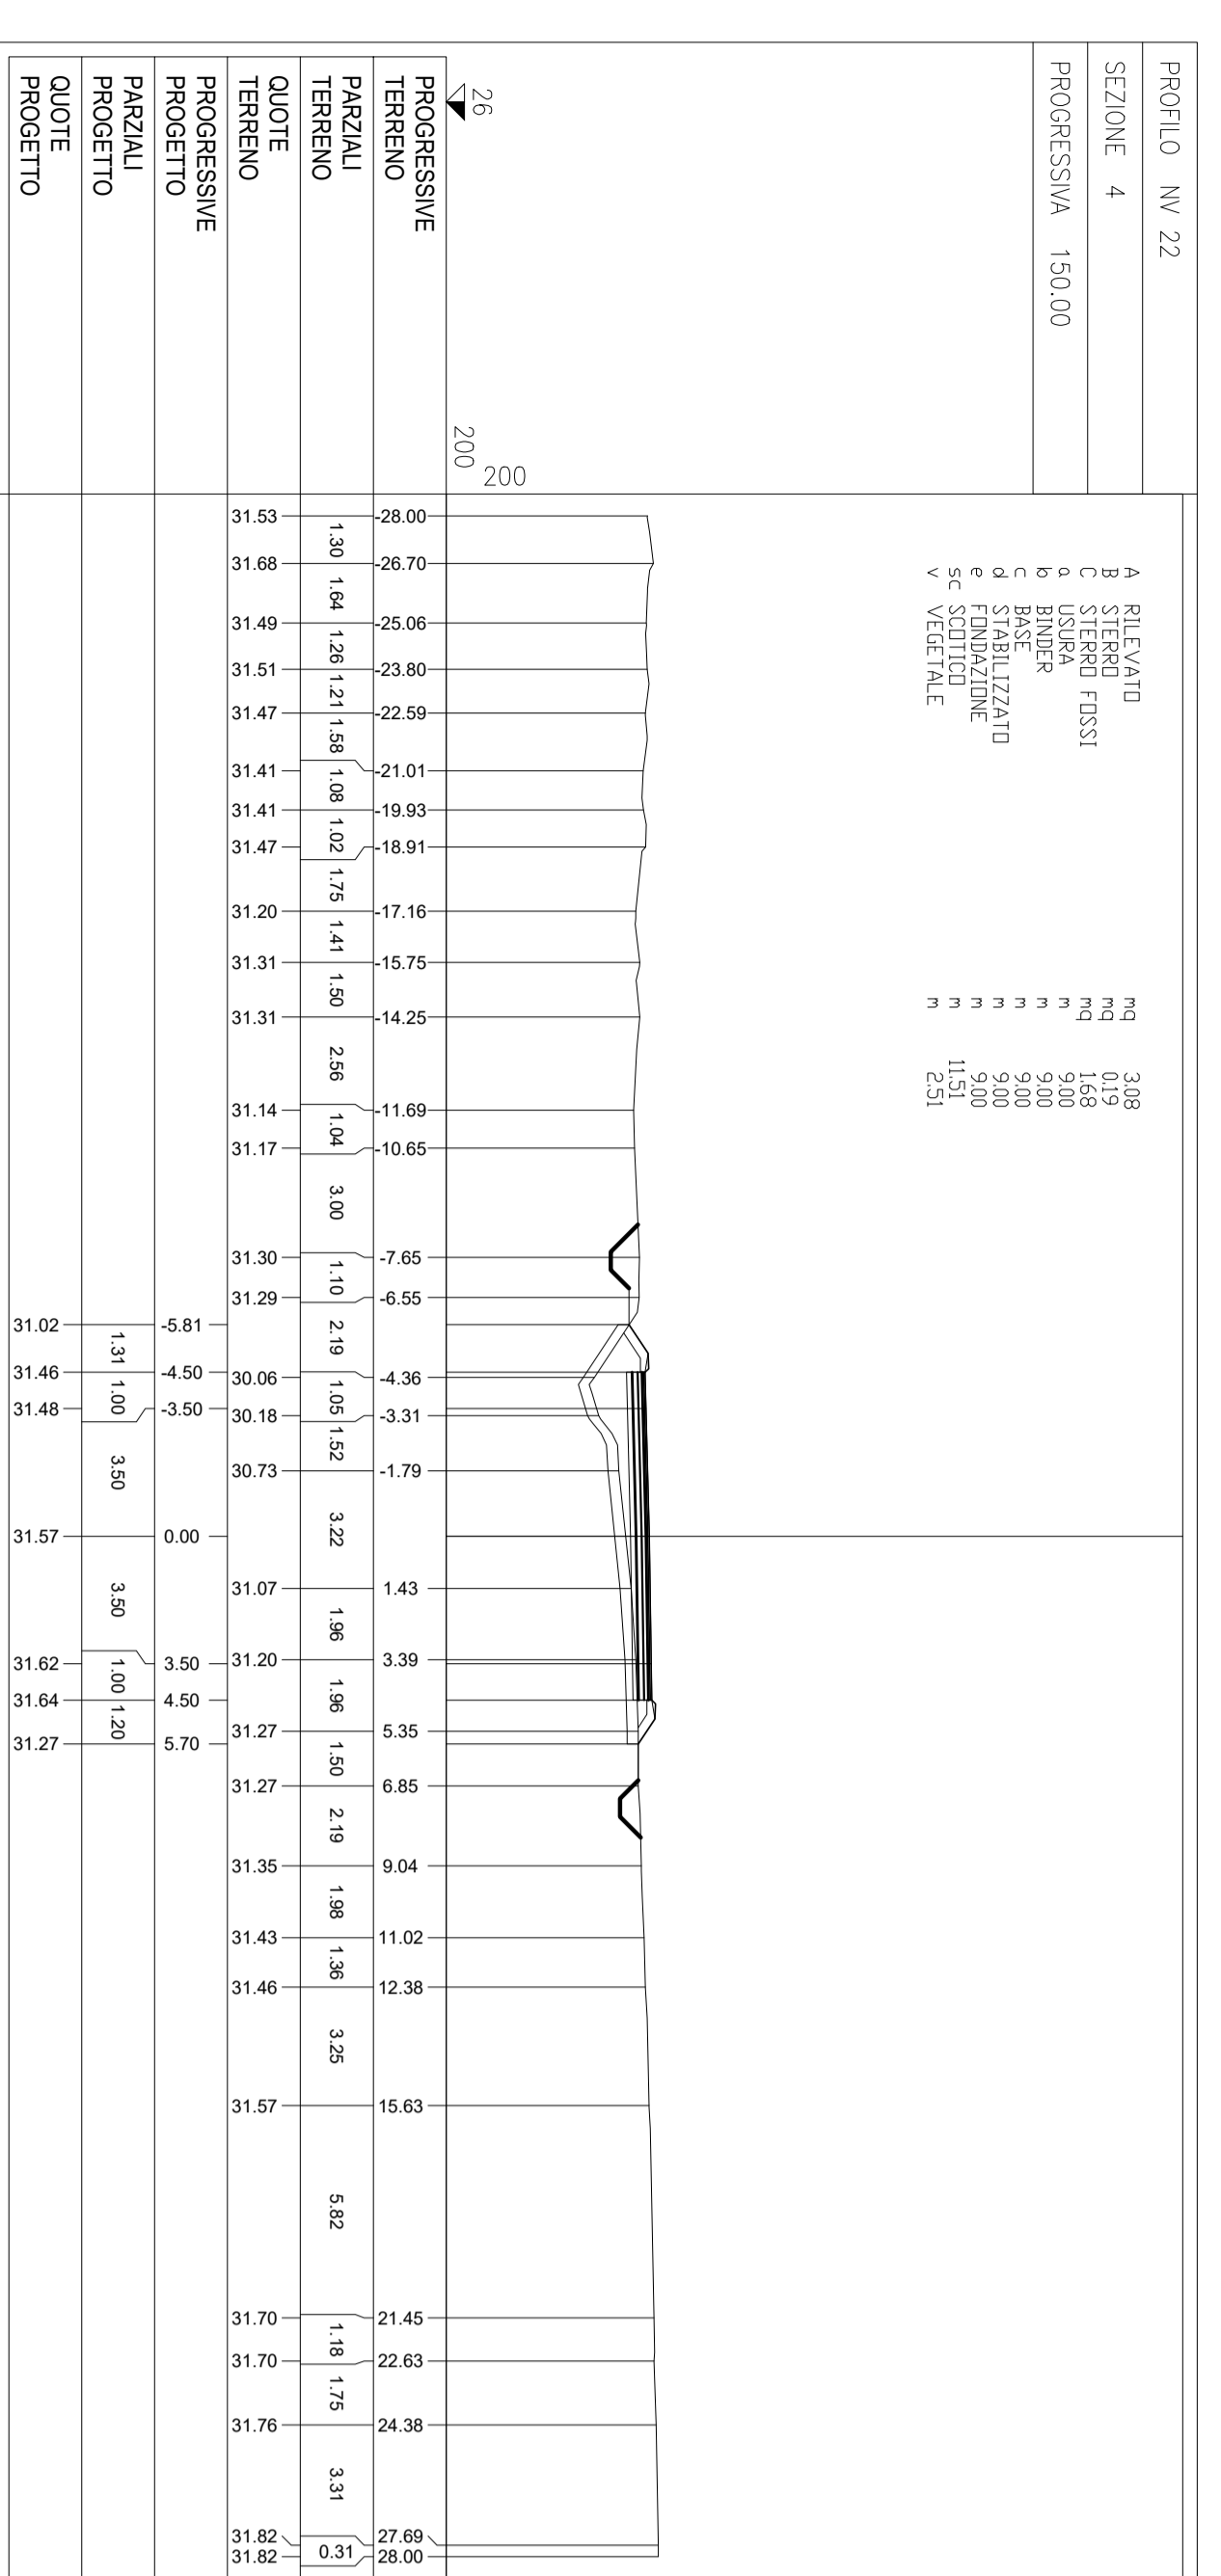 PROFILO NV 22
SEZIONE 4
PROGRESSIVA 150.00
A RILEVATO mq 3.08
B STERRO mq 0.19
C STERRO FOSSI mq 1.68
a USURA m 9.00
b BINDER m 9.00
c BASE m 9.00
d STABILIZZATO m 9.00
e FONDAZIONE m 9.00
sc SCOTICO m 11.51
v VEGETALE m 2.51
200
200
26
PROGRESSIVE
TERRENO
-28.00 -26.70 -25.06 -23.80 -22.59 -21.01 -19.93 -18.91 -17.16 -15.75 -14.25 -11.69 -10.65 -7.65 -6.55 -4.36 -3.31 -1.79 1.43 3.39 5.35 6.85 9.04 11.02 12.38 15.63 21.45 22.63 24.38 27.69 28.00
PARZIALI
TERRENO
1.30 1.64 1.26 1.21 1.58 1.08 1.02 1.75 1.41 1.50 2.56 1.04 3.00 1.10 2.19 1.05 1.52 3.22 1.96 1.96 1.50 2.19 1.98 1.36 3.25 5.82 1.18 1.75 3.31 0.31
QUOTE
TERRENO
31.53 31.68 31.49 31.51 31.47 31.41 31.41 31.47 31.20 31.31 31.31 31.14 31.17 31.30 31.29 30.06 30.18 30.73 31.07 31.20 31.27 31.27 31.35 31.43 31.46 31.57 31.70 31.70 31.76 31.82 31.82
PROGRESSIVE
PROGETTO
-5.81 -4.50 -3.50 0.00 3.50 4.50 5.70
PARZIALI
PROGETTO
1.31 1.00 3.50 3.50 1.00 1.20
QUOTE
PROGETTO
31.02 31.46 31.48 31.57 31.62 31.64 31.27